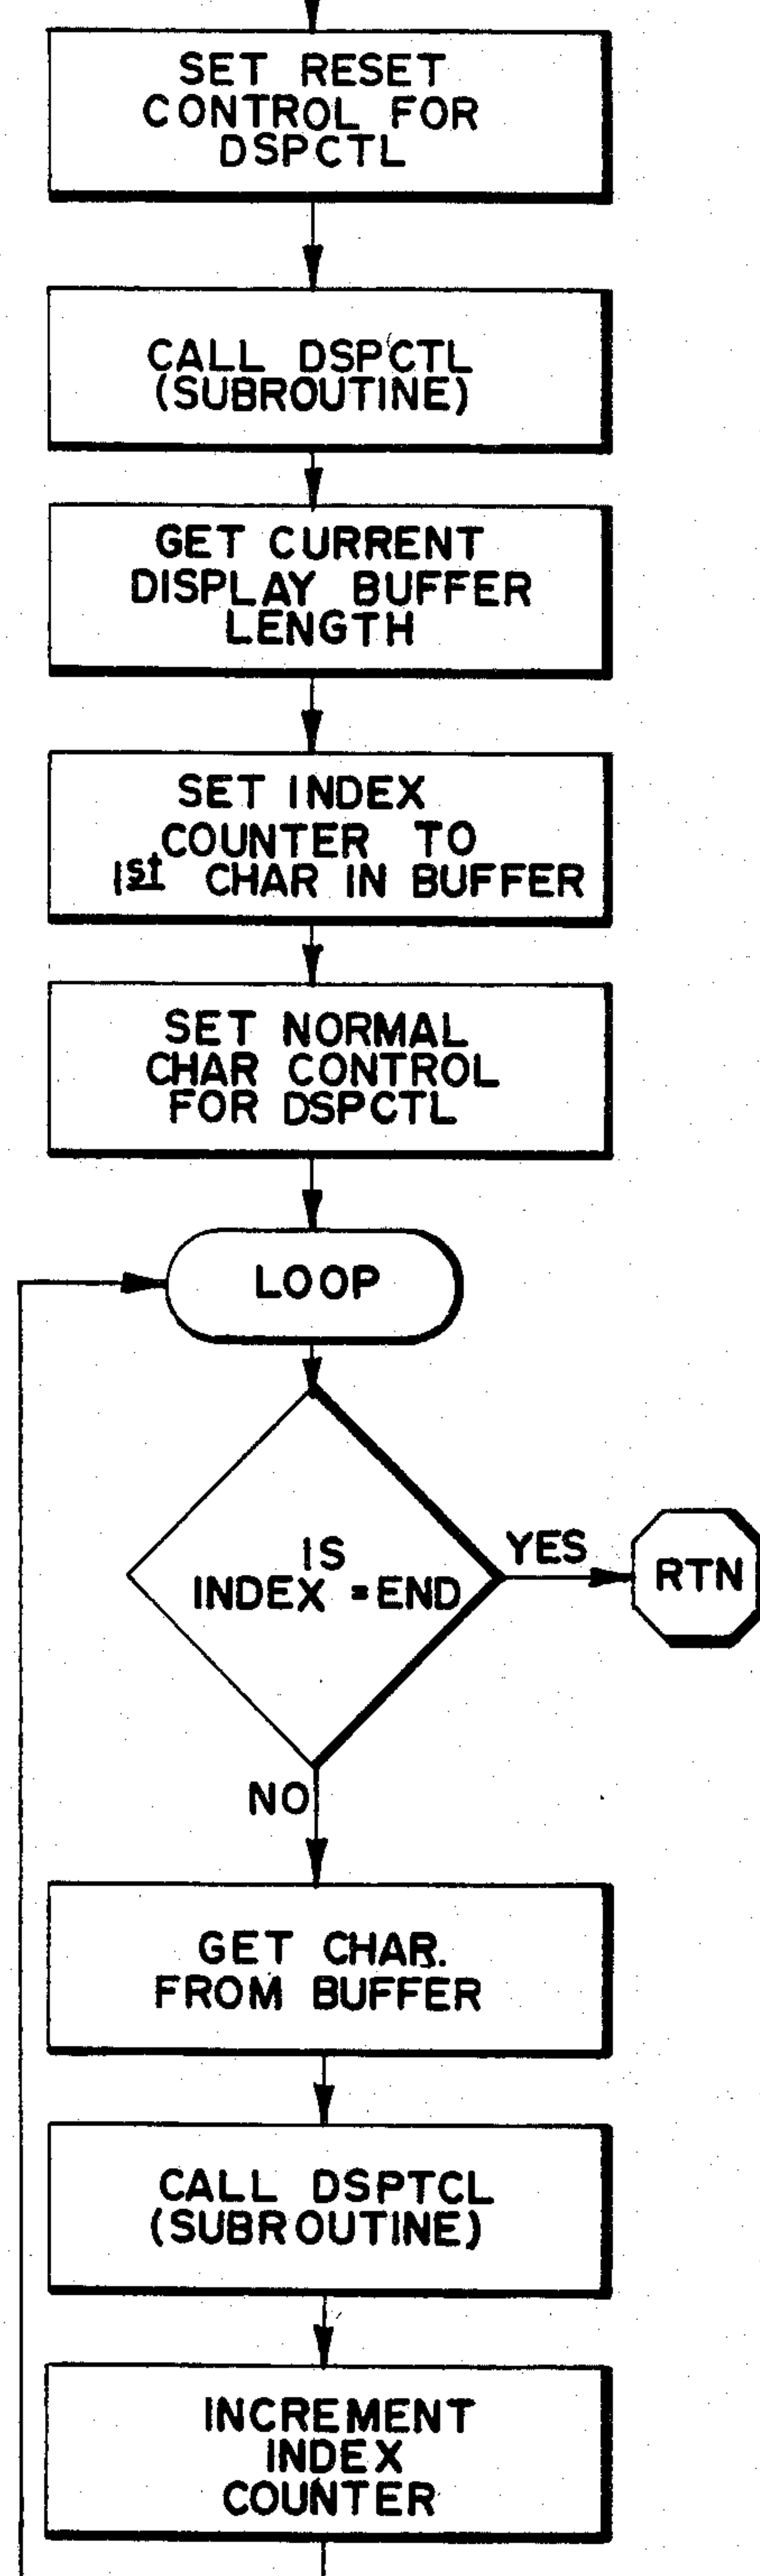 SET RESET
CONTROL FOR
DSPCTL
CALL DSPCTL
(SUBROUTINE)
GET CURRENT
DISPLAY BUFFER
LENGTH
SET INDEX
COUNTER TO
1st CHAR IN BUFFER
SET NORMAL
CHAR CONTROL
FOR DSPCTL
LOOP
IS
INDEX = END
YES
RTN
NO
GET CHAR.
FROM BUFFER
CALL DSPTCL
(SUBROUTINE)
INCREMENT
INDEX
COUNTER